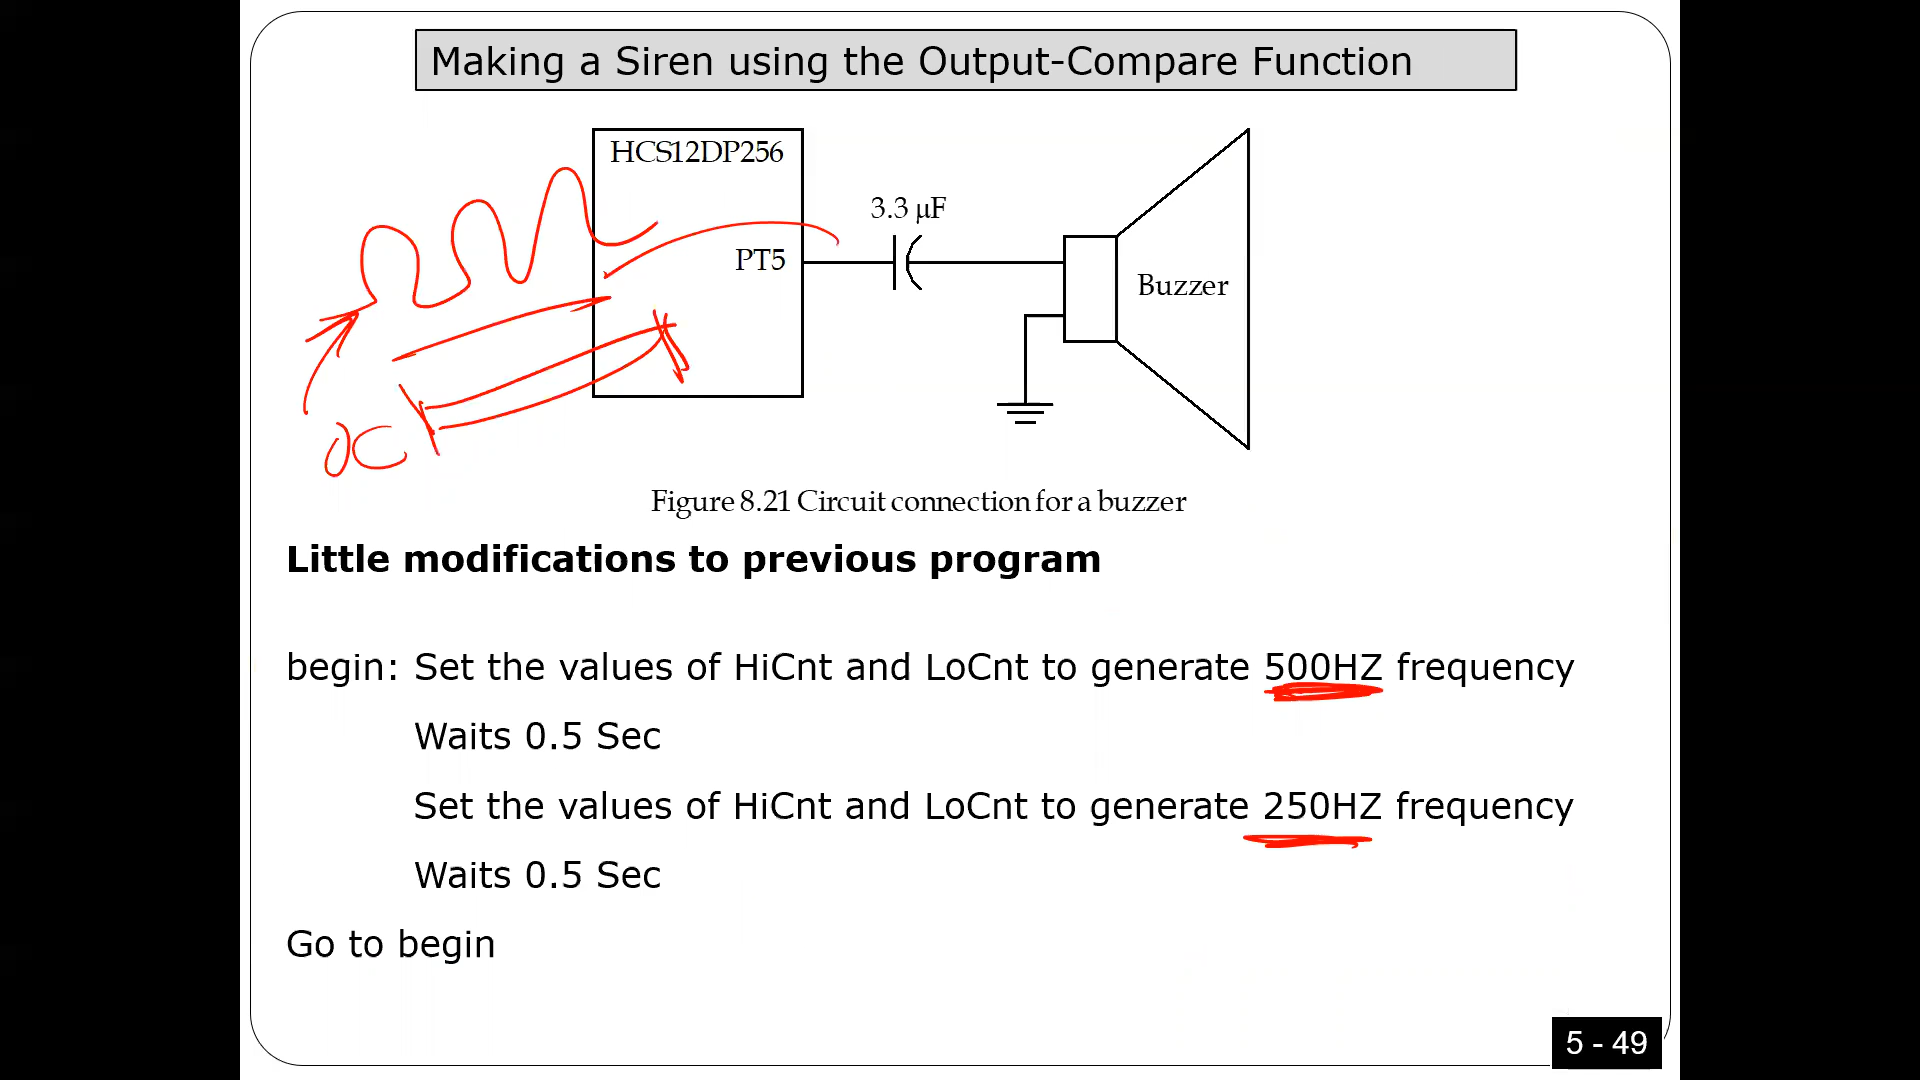 Making a Siren using the Output-Compare Function
HCS12DP256
3.3 μF
PT5
Buzzer
OC
Figure 8.21 Circuit connection for a buzzer
Little modifications to previous program
begin: Set the values of HiCnt and LoCnt to generate 500HZ frequency
Waits 0.5 Sec
Set the values of HiCnt and LoCnt to generate 250HZ frequency
Waits 0.5 Sec
Go to begin
5 - 49